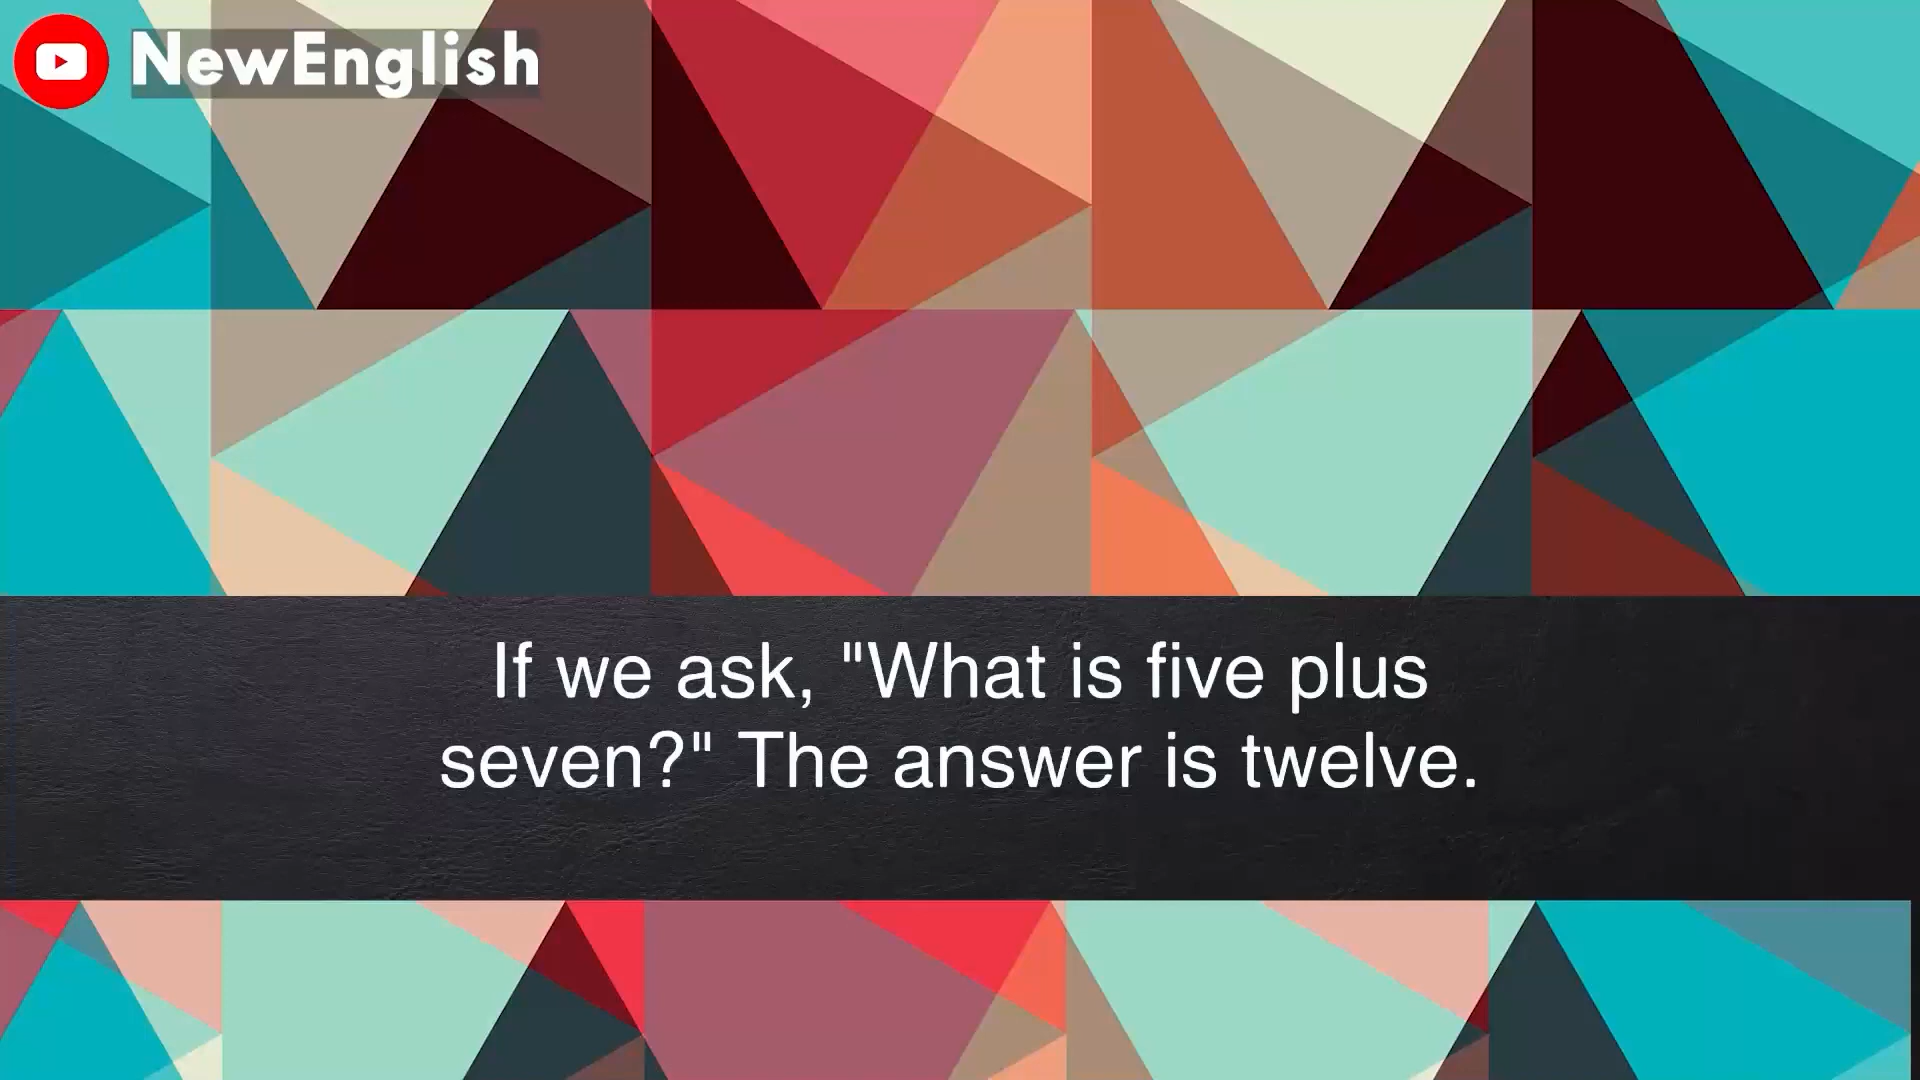 NewEnglish
If we ask, "What is five plus
seven?" The answer is twelve.